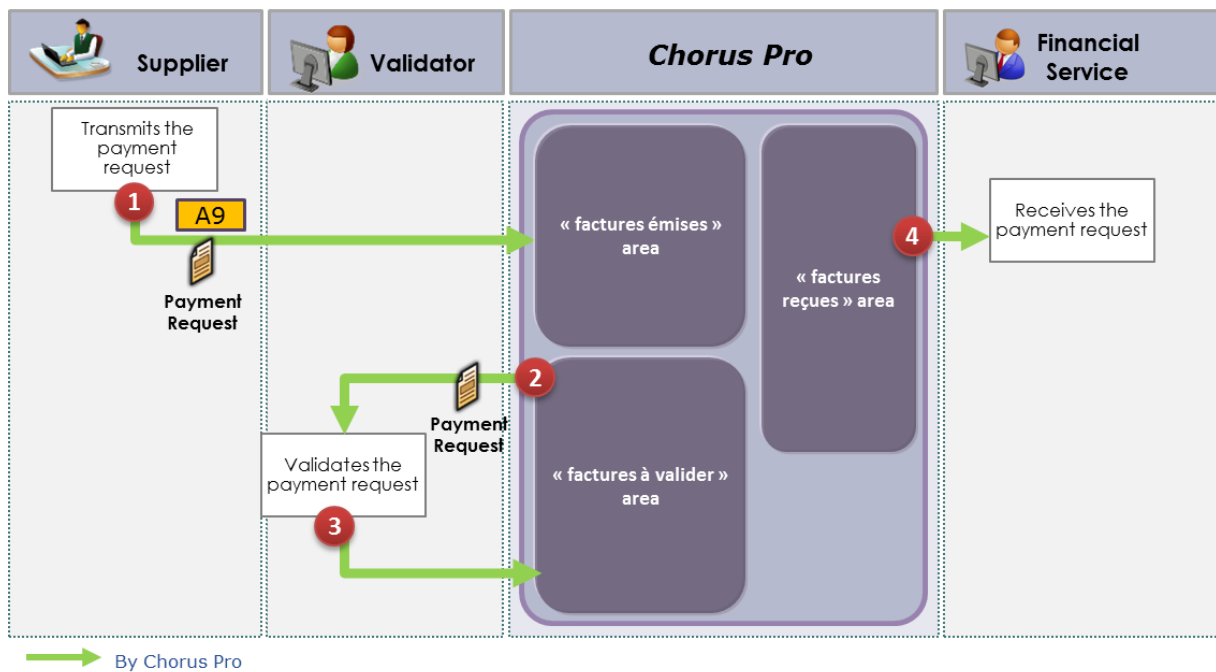 Supplier
Validator
Chorus Pro
Financial
Service
Transmits the
payment
request
1
A9
Payment
Request
« factures émises »
area
« factures
reçues » area
4
Receives the
payment request
2
Payment
Request
Validates the
payment request
3
« factures à valider »
area
By Chorus Pro